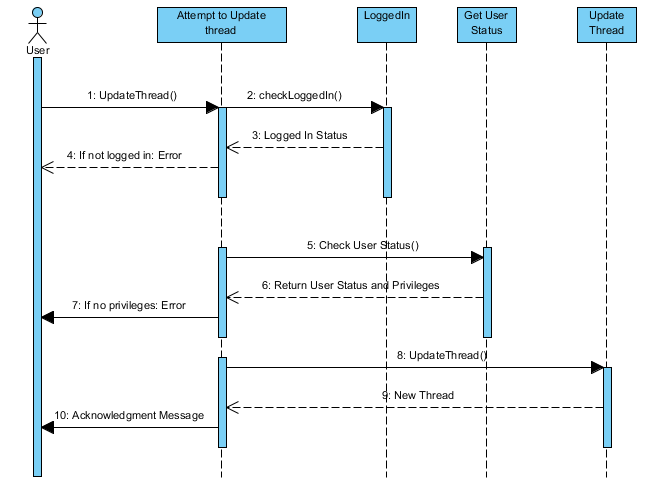 Attempt to Update
thread
LoggedIn
Get User
Status
Update
Thread
User
1: UpdateThread()
2: checkLoggedIn()
3: Logged In Status
4: If not logged in: Error
5: Check User Status()
6: Return User Status and Privileges
7: If no privileges: Error
8: UpdateThread()
9: New Thread
10: Acknowledgment Message